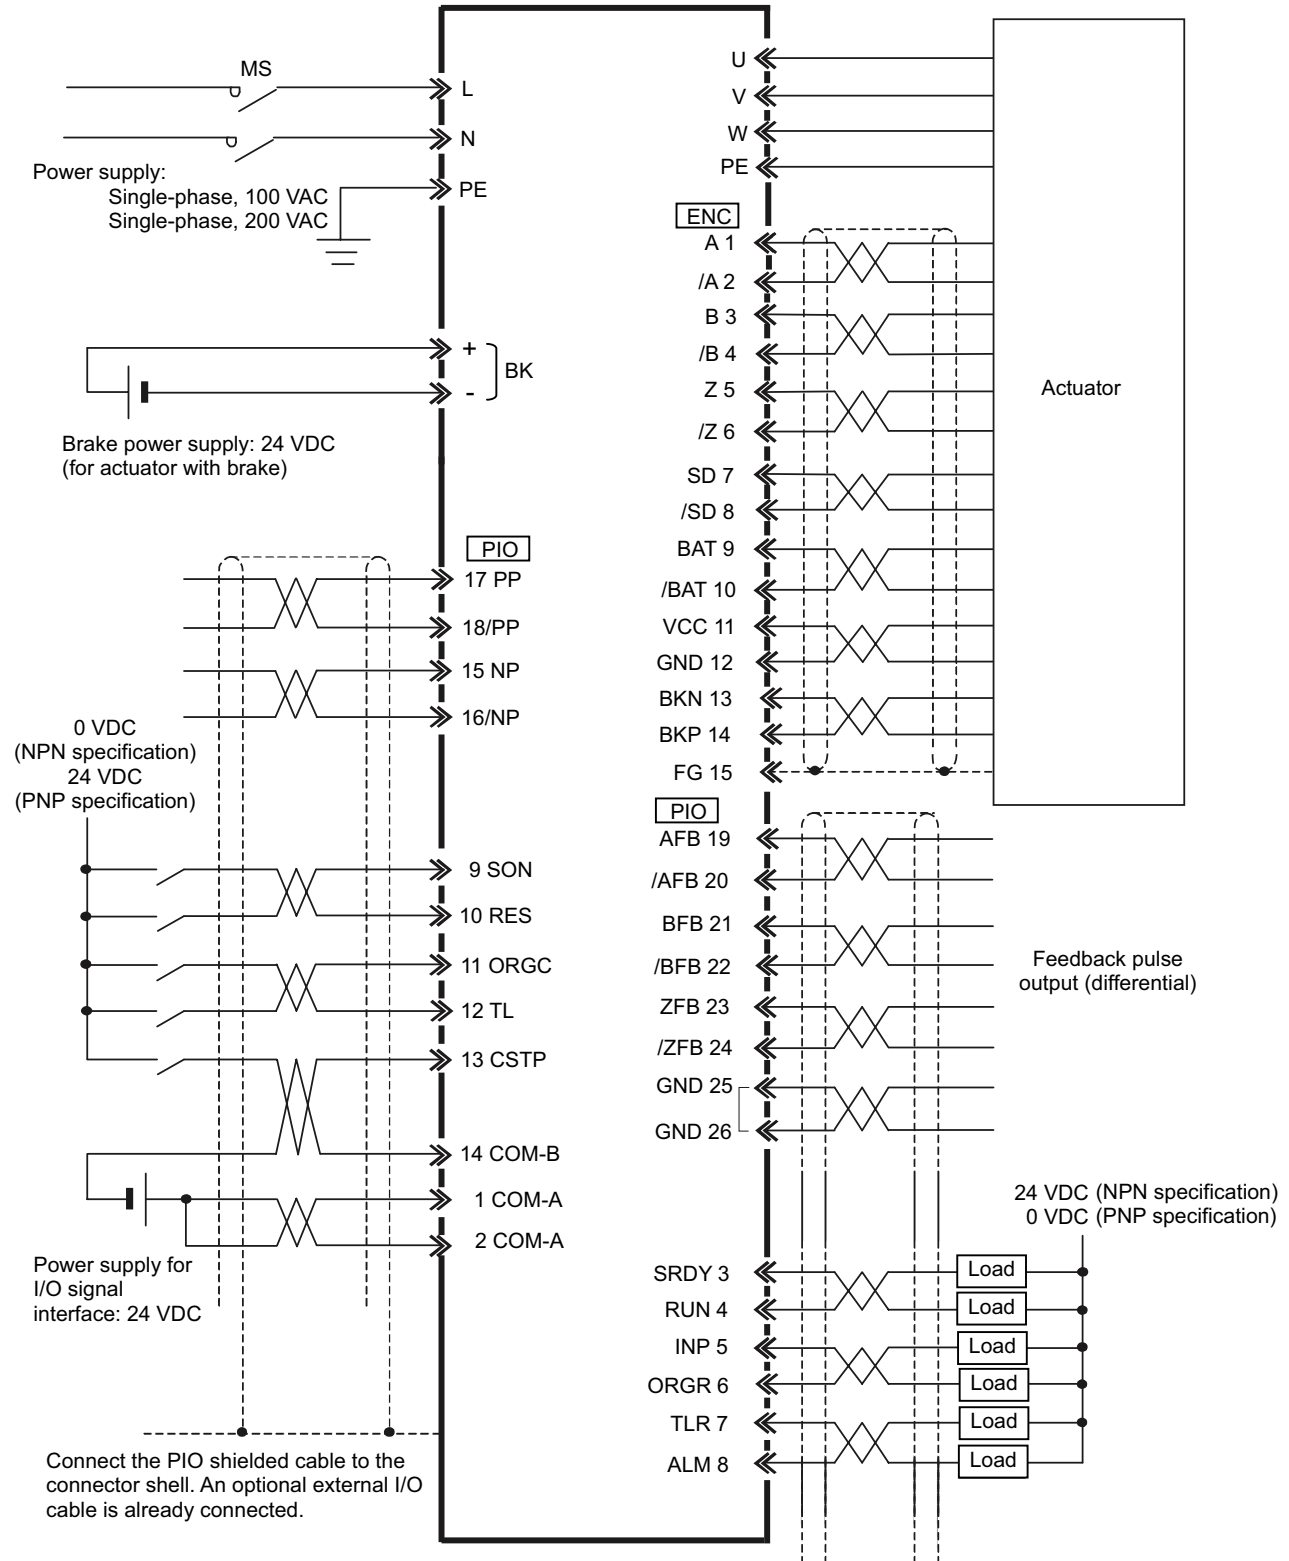 MS
L
N
PE
Power supply:
Single-phase, 100 VAC
Single-phase, 200 VAC
+
-
BK
Brake power supply: 24 VDC
(for actuator with brake)
PIO
17 PP
18/PP
15 NP
16/NP
0 VDC
(NPN specification)
24 VDC
(PNP specification)
9 SON
10 RES
11 ORGC
12 TL
13 CSTP
14 COM-B
1 COM-A
2 COM-A
Power supply for
I/O signal
interface: 24 VDC
Connect the PIO shielded cable to the
connector shell. An optional external I/O
cable is already connected.
U
V
W
PE
ENC
A 1
/A 2
B 3
/B 4
Z 5
/Z 6
SD 7
/SD 8
BAT 9
/BAT 10
VCC 11
GND 12
BKN 13
BKP 14
FG 15
Actuator
PIO
AFB 19
/AFB 20
BFB 21
/BFB 22
ZFB 23
/ZFB 24
GND 25
GND 26
Feedback pulse
output (differential)
24 VDC (NPN specification)
0 VDC (PNP specification)
SRDY 3
Load
RUN 4
Load
INP 5
Load
ORGR 6
Load
TLR 7
Load
ALM 8
Load